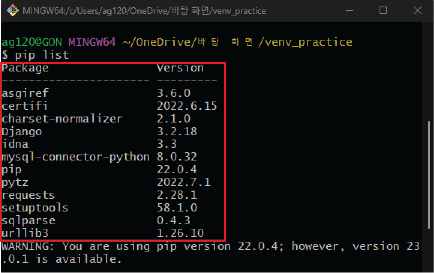 MINGW64:/c/Users/ag120/OneDrive/바탕 화면/venv_practice
ag120@GON MINGW64 ~/OneDrive/바탕 화면/venv_practice
$ pip list
Package Version
--------------------- ---------
asgiref 3.6.0
certifi 2022.6.15
charset-normalizer 2.1.0
Django 3.2.18
idna 3.3
mysql-connector-python 8.0.32
pip 22.0.4
pytz 2022.7.1
requests 2.28.1
setuptools 58.1.0
sqlparse 0.4.3
urllib3 1.26.10
WARNING: You are using pip version 22.0.4; however, version 23
.0.1 is available.